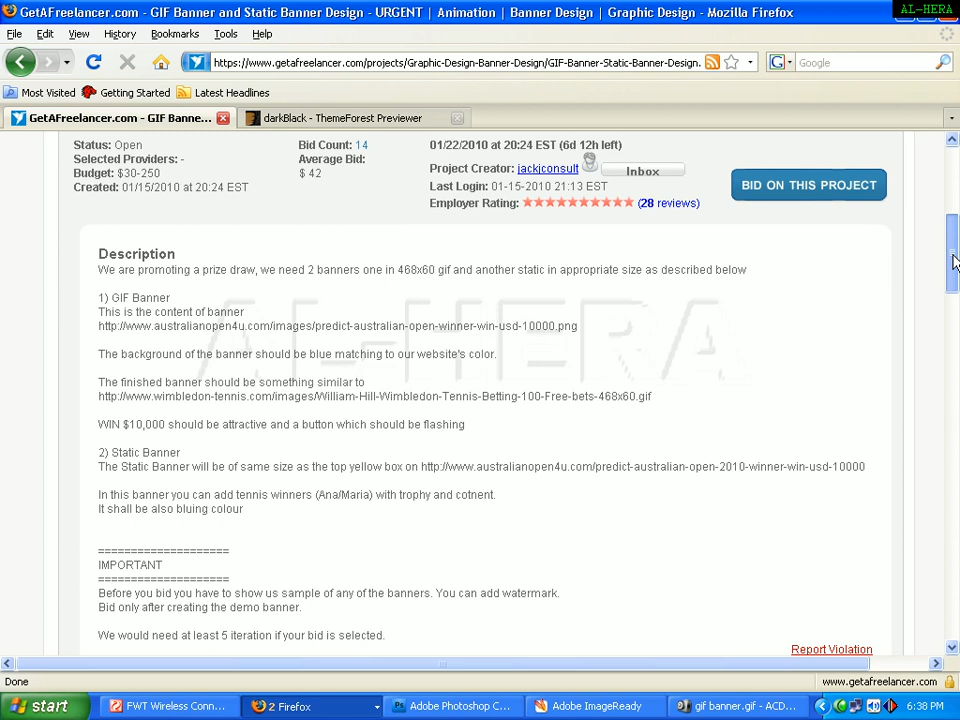 GetAFreelancer.com - GIF Banner and Static Banner Design - URGENT | Animation | Banner Design | Graphic Design - Mozilla Firefox
AL-HERA
File Edit View History Bookmarks Tools Help
https://www.getafreelancer.com/projects/Graphic-Design-Banner-Design/GIF-Banner-Static-Banner-Design.
Google
Most Visited Getting Started Latest Headlines
GetAFreelancer.com - GIF Banne... darkBlack - ThemeForest Previewer
Status: Open Bid Count: 14 01/22/2010 at 20:24 EST (6d 12h left)
Selected Providers: - Average Bid:
Budget: $30-250 $ 42 Project Creator: jackjconsult Inbox
Created: 01/15/2010 at 20:24 EST Last Login: 01-15-2010 21:13 EST
BID ON THIS PROJECT
Employer Rating: (28 reviews)
Description
We are promoting a prize draw, we need 2 banners one in 468x60 gif and another static in appropriate size as described below
1) GIF Banner
This is the content of banner
http://www.australianopen4u.com/images/predict-australian-open-winner-win-usd-10000.png
AL-HERA
The background of the banner should be blue matching to our website's color.
The finished banner should be something similar to
http://www.wimbledon-tennis.com/images/William-Hill-Wimbledon-Tennis-Betting-100-Free-bets-468x60.gif
WIN $10,000 should be attractive and a button which should be flashing
2) Static Banner
The Static Banner will be of same size as the top yellow box on http://www.australianopen4u.com/predict-australian-open-2010-winner-win-usd-10000
In this banner you can add tennis winners (Ana/Maria) with trophy and cotnent.
It shall be also bluing colour
====================
IMPORTANT
====================
Before you bid you have to show us sample of any of the banners. You can add watermark.
Bid only after creating the demo banner.
We would need at least 5 iteration if your bid is selected.
Report Violation
Done www.getafreelancer.com
start FWT Wireless Conn... 2 Firefox Adobe Photoshop C... Adobe ImageReady gif banner.gif - ACD... 6:38 PM